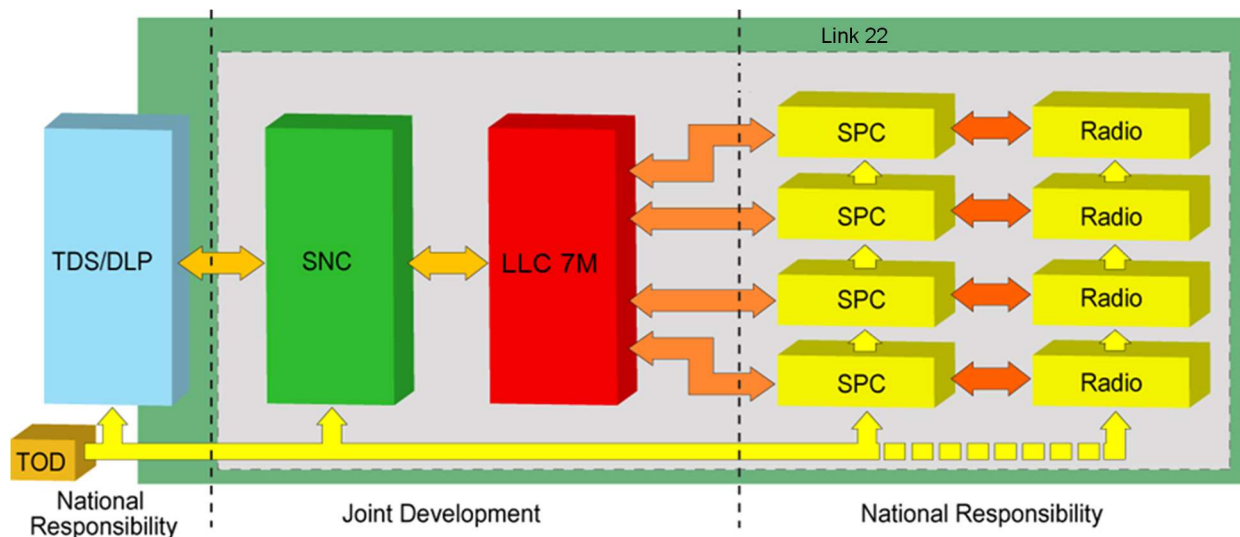 Link 22
TDS/DLP
SNC
LLC 7M
SPC
Radio
SPC
Radio
SPC
Radio
SPC
Radio
TOD
National
Responsibility
Joint Development
National Responsibility